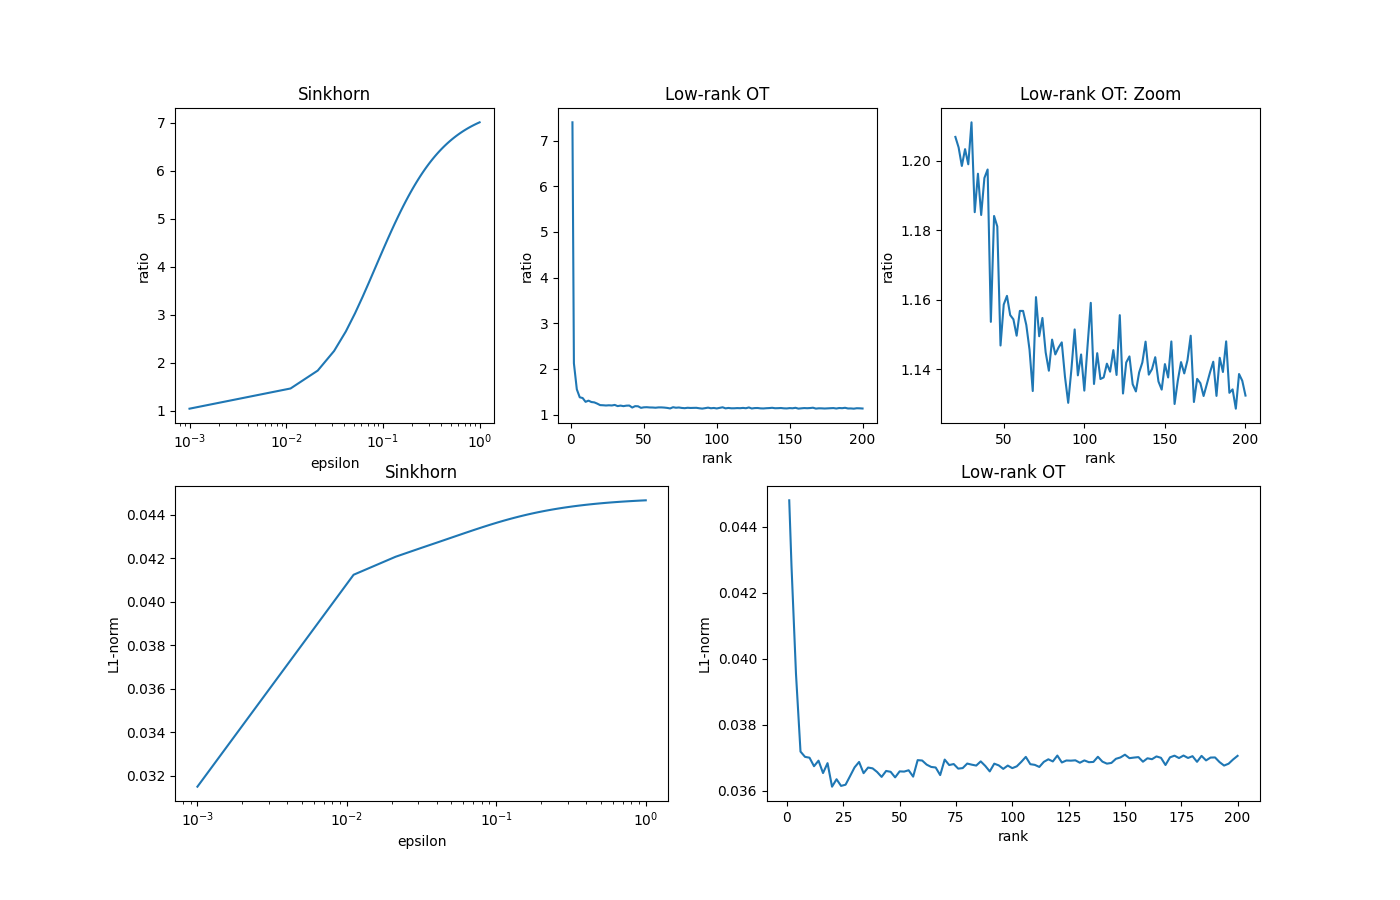 Sinkhorn
7
6
5
4
3
2
1
ratio
10⁻³ 10⁻² 10⁻¹ 10⁰
epsilon
Low-rank OT
7
6
5
4
3
2
1
ratio
0 50 100 150 200
rank
Low-rank OT: Zoom
1.20
1.18
1.16
1.14
ratio
50 100 150 200
rank
Sinkhorn
0.044
0.042
0.040
0.038
0.036
0.034
0.032
L1-norm
10⁻³ 10⁻² 10⁻¹ 10⁰
epsilon
Low-rank OT
0.044
0.042
0.040
0.038
0.036
L1-norm
0 25 50 75 100 125 150 175 200
rank